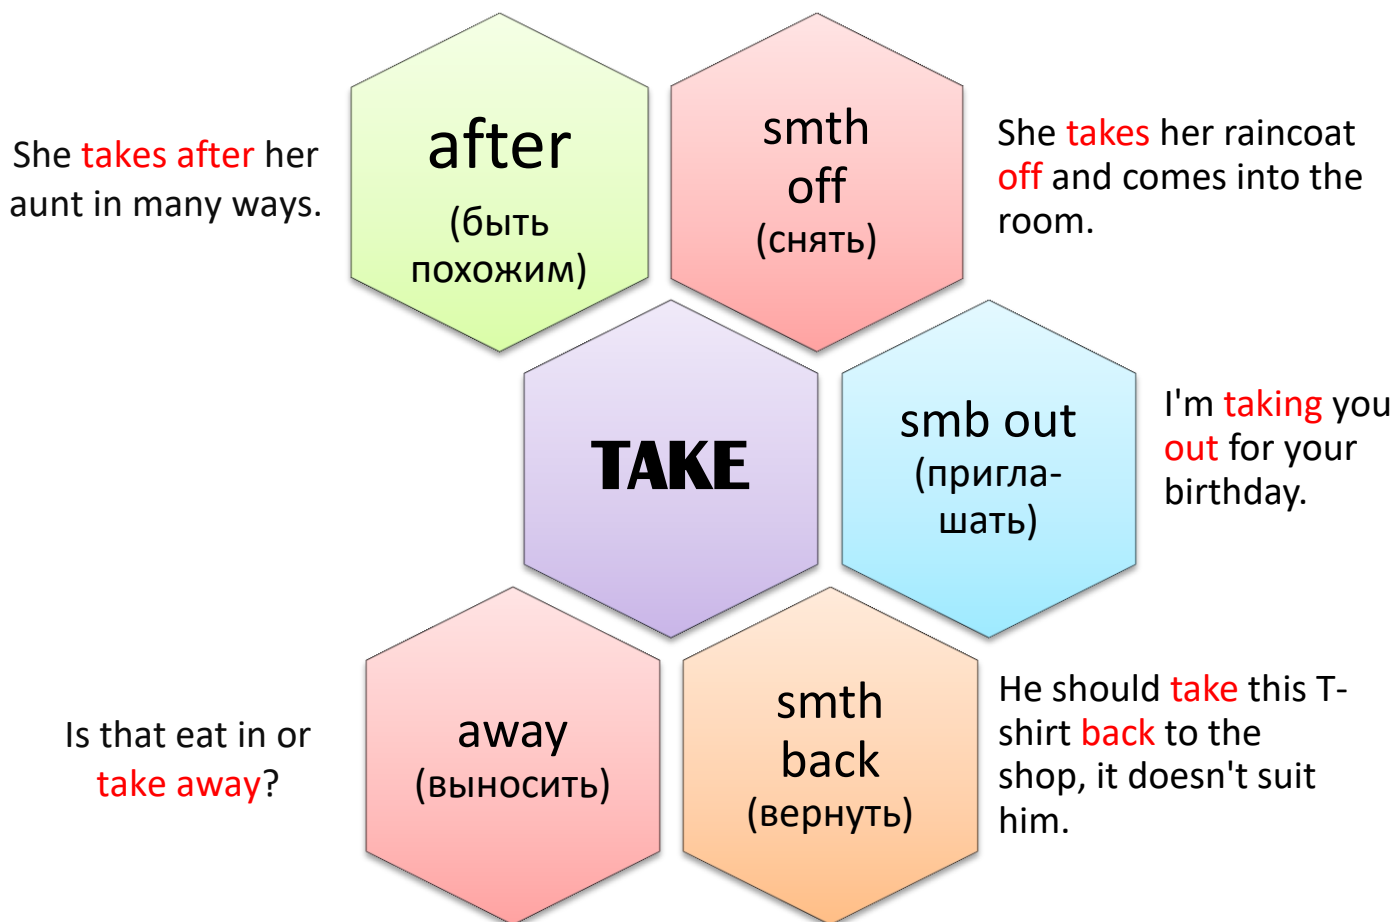 She takes after her
aunt in many ways.
after
(быть
похожим)
smth
off
(снять)
She takes her raincoat
off and comes into the
room.
TAKE
smb out
(пригла-
шать)
I'm taking you
out for your
birthday.
Is that eat in or
take away?
away
(выносить)
smth
back
(вернуть)
He should take this T-
shirt back to the
shop, it doesn't suit
him.